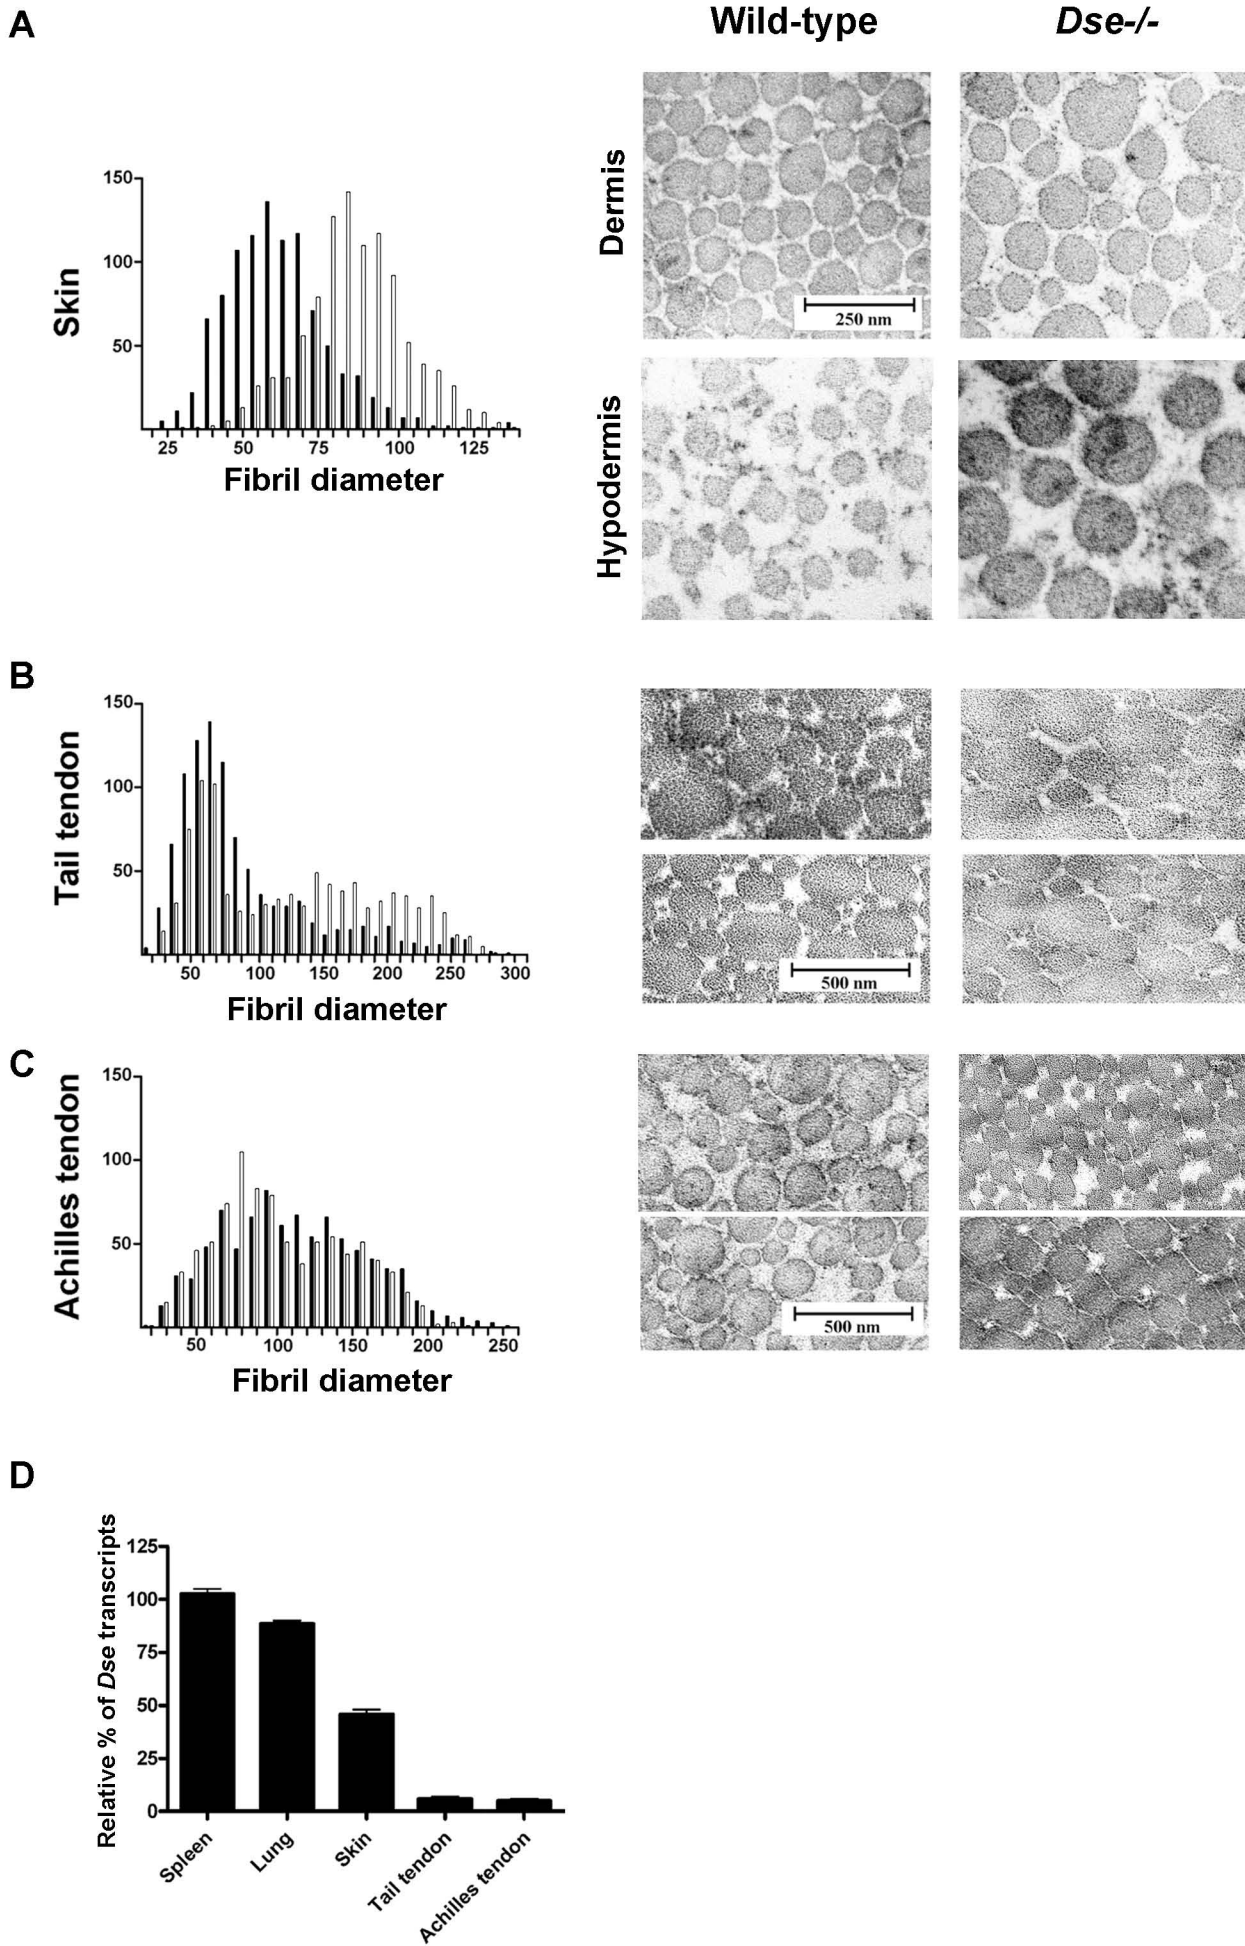 A
Wild-type
Dse-/-
Skin
150
100
50
25
50
75
100
125
Fibril diameter
Dermis
250 nm
Hypodermis
B
Tail tendon
150
100
50
50
100
150
200
250
300
Fibril diameter
500 nm
C
Achilles tendon
150
100
50
50
100
150
200
250
Fibril diameter
500 nm
D
Relative % of Dse transcripts
125
100
75
50
25
0
Spleen
Lung
Skin
Tail tendon
Achilles tendon